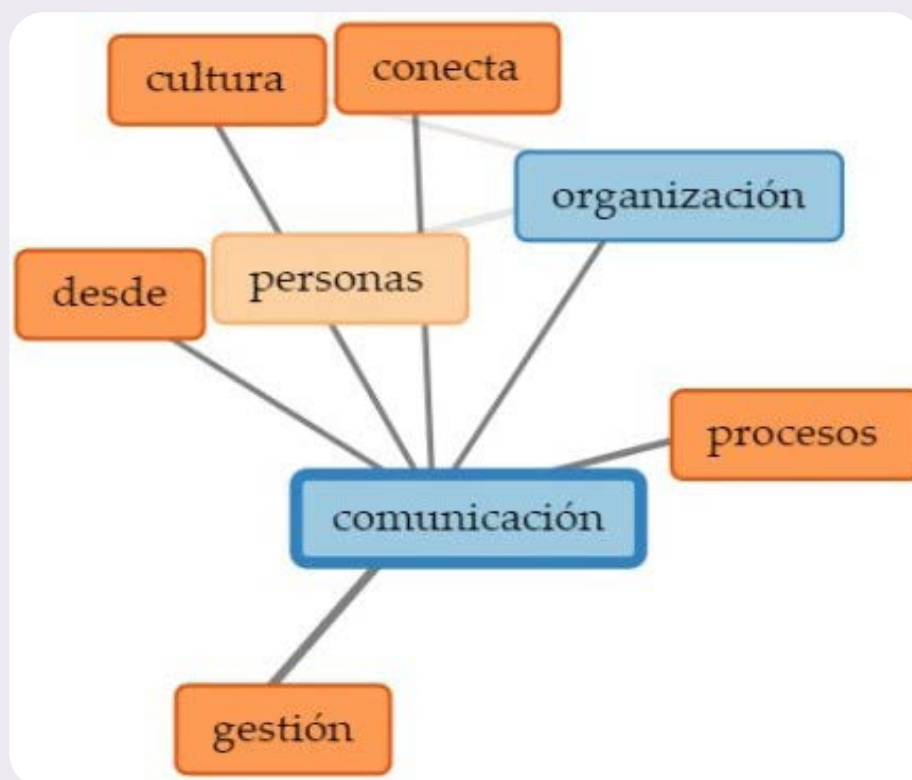 cultura
conecta
organización
personas
desde
procesos
comunicación
gestión